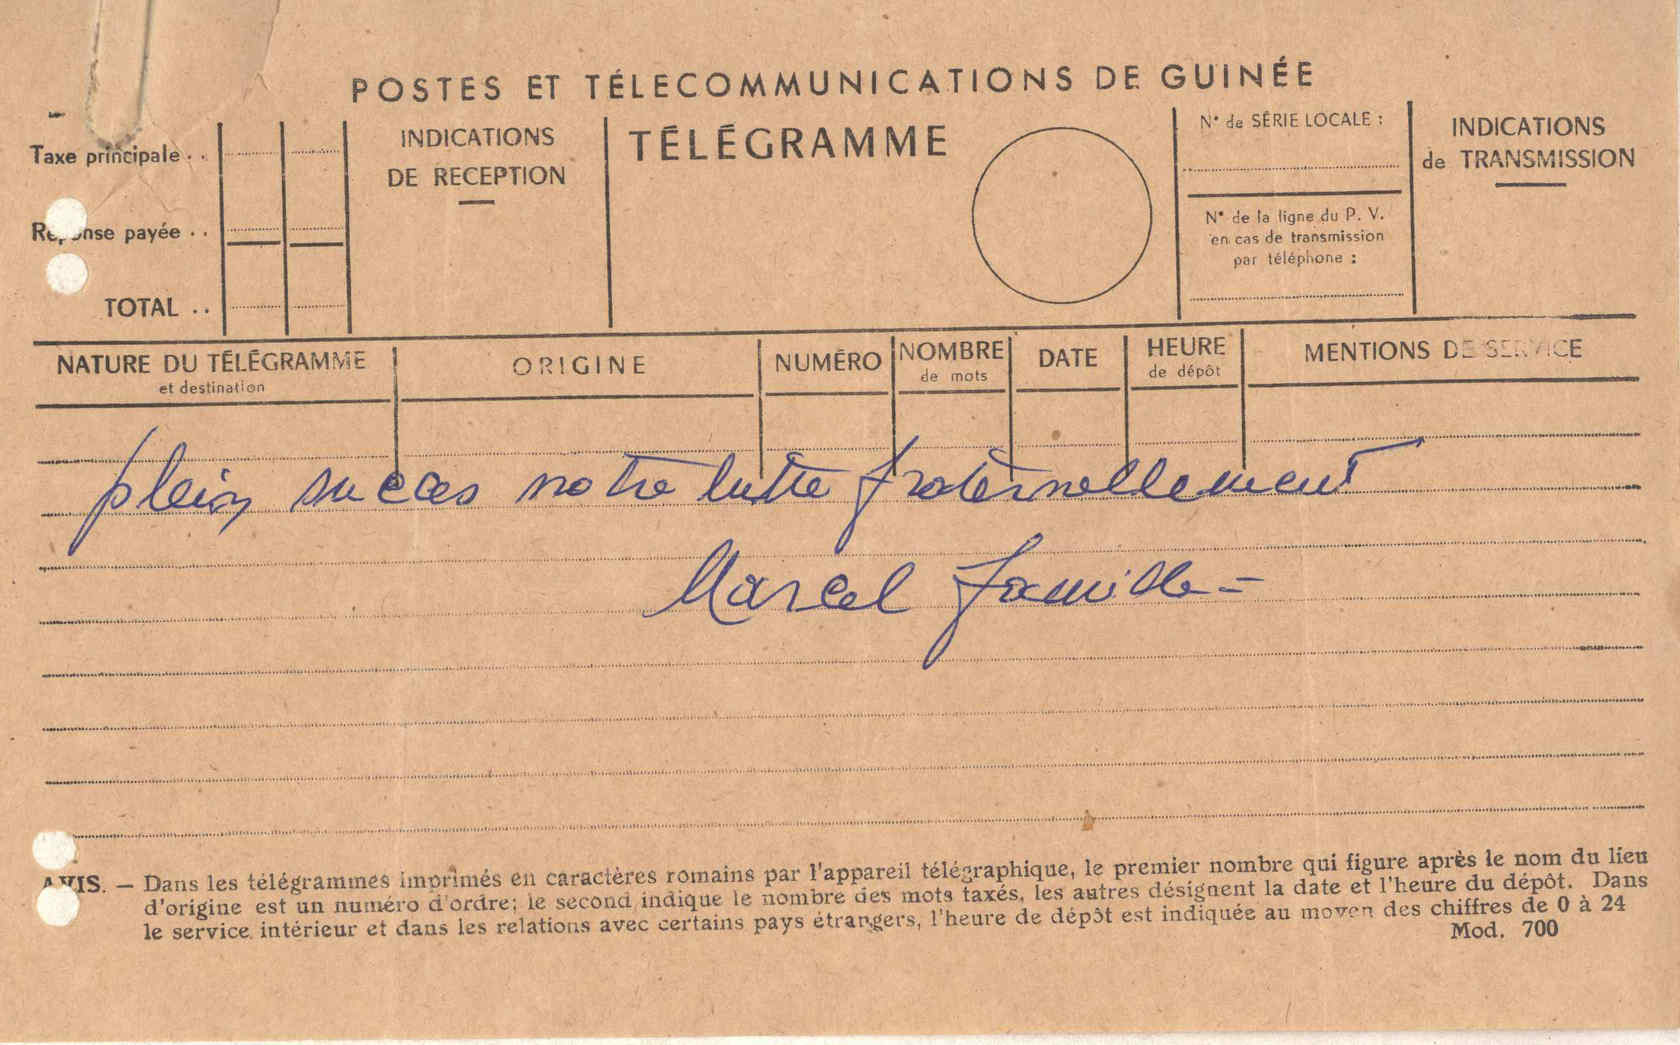 POSTES ET TÉLECOMMUNICATIONS DE GUINÉE
Taxe principale . .
Réponse payée . .
TOTAL . .
INDICATIONS
DE RECEPTION
TÉLÉGRAMME
N° de SÉRIE LOCALE :
N° de la ligne du P. V.
en cas de transmission
par téléphone :
INDICATIONS
de TRANSMISSION
NATURE DU TÉLÉGRAMME
et destination
ORIGINE
NUMÉRO
NOMBRE
de mots
DATE
HEURE
de dépôt
MENTIONS DE SERVICE
plein succes notre lutte fraternellement
Marcel famille =
AVIS. — Dans les télégrammes imprimés en caractères romains par l'appareil télégraphique, le premier nombre qui figure après le nom du lieu
d'origine est un numéro d'ordre; le second indique le nombre des mots taxés, les autres désignent la date et l'heure du dépôt. Dans
le service intérieur et dans les relations avec certains pays étrangers, l'heure de dépôt est indiquée au moyen des chiffres de 0 à 24
Mod. 700